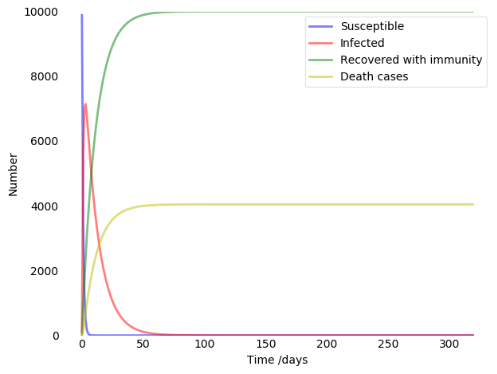 10000
8000
6000
4000
2000
0
Number
Susceptible
Infected
Recovered with immunity
Death cases
0 50 100 150 200 250 300
Time /days